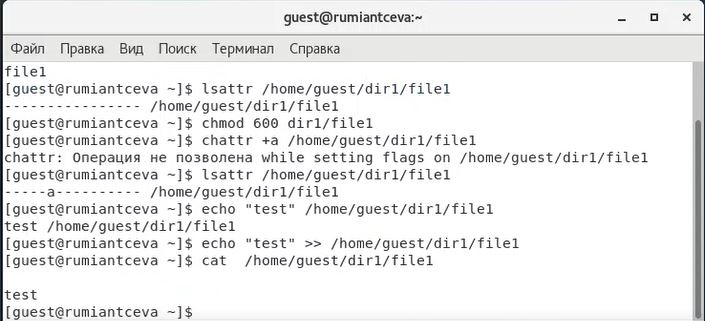 guest@rumiantceva:~
Файл Правка Вид Поиск Терминал Справка
file1
[guest@rumiantceva ~]$ lsattr /home/guest/dir1/file1
---------------- /home/guest/dir1/file1
[guest@rumiantceva ~]$ chmod 600 dir1/file1
[guest@rumiantceva ~]$ chattr +a /home/guest/dir1/file1
chattr: Операция не позволена while setting flags on /home/guest/dir1/file1
[guest@rumiantceva ~]$ lsattr /home/guest/dir1/file1
-----a---------- /home/guest/dir1/file1
[guest@rumiantceva ~]$ echo "test" /home/guest/dir1/file1
test /home/guest/dir1/file1
[guest@rumiantceva ~]$ echo "test" >> /home/guest/dir1/file1
[guest@rumiantceva ~]$ cat  /home/guest/dir1/file1
test
[guest@rumiantceva ~]$